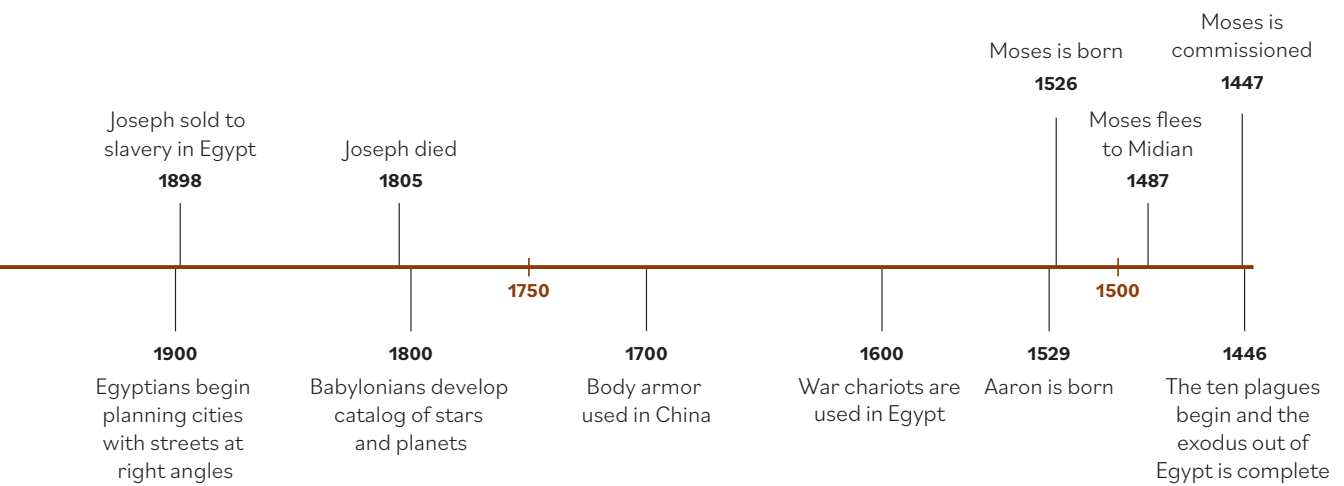 Joseph sold to
slavery in Egypt
1898
Joseph died
1805
Moses is born
1526
Moses flees
to Midian
1487
Moses is
commissioned
1447
1750
1500
1900
Egyptians begin
planning cities
with streets at
right angles
1800
Babylonians develop
catalog of stars
and planets
1700
Body armor
used in China
1600
War chariots are
used in Egypt
1529
Aaron is born
1446
The ten plagues
begin and the
exodus out of
Egypt is complete